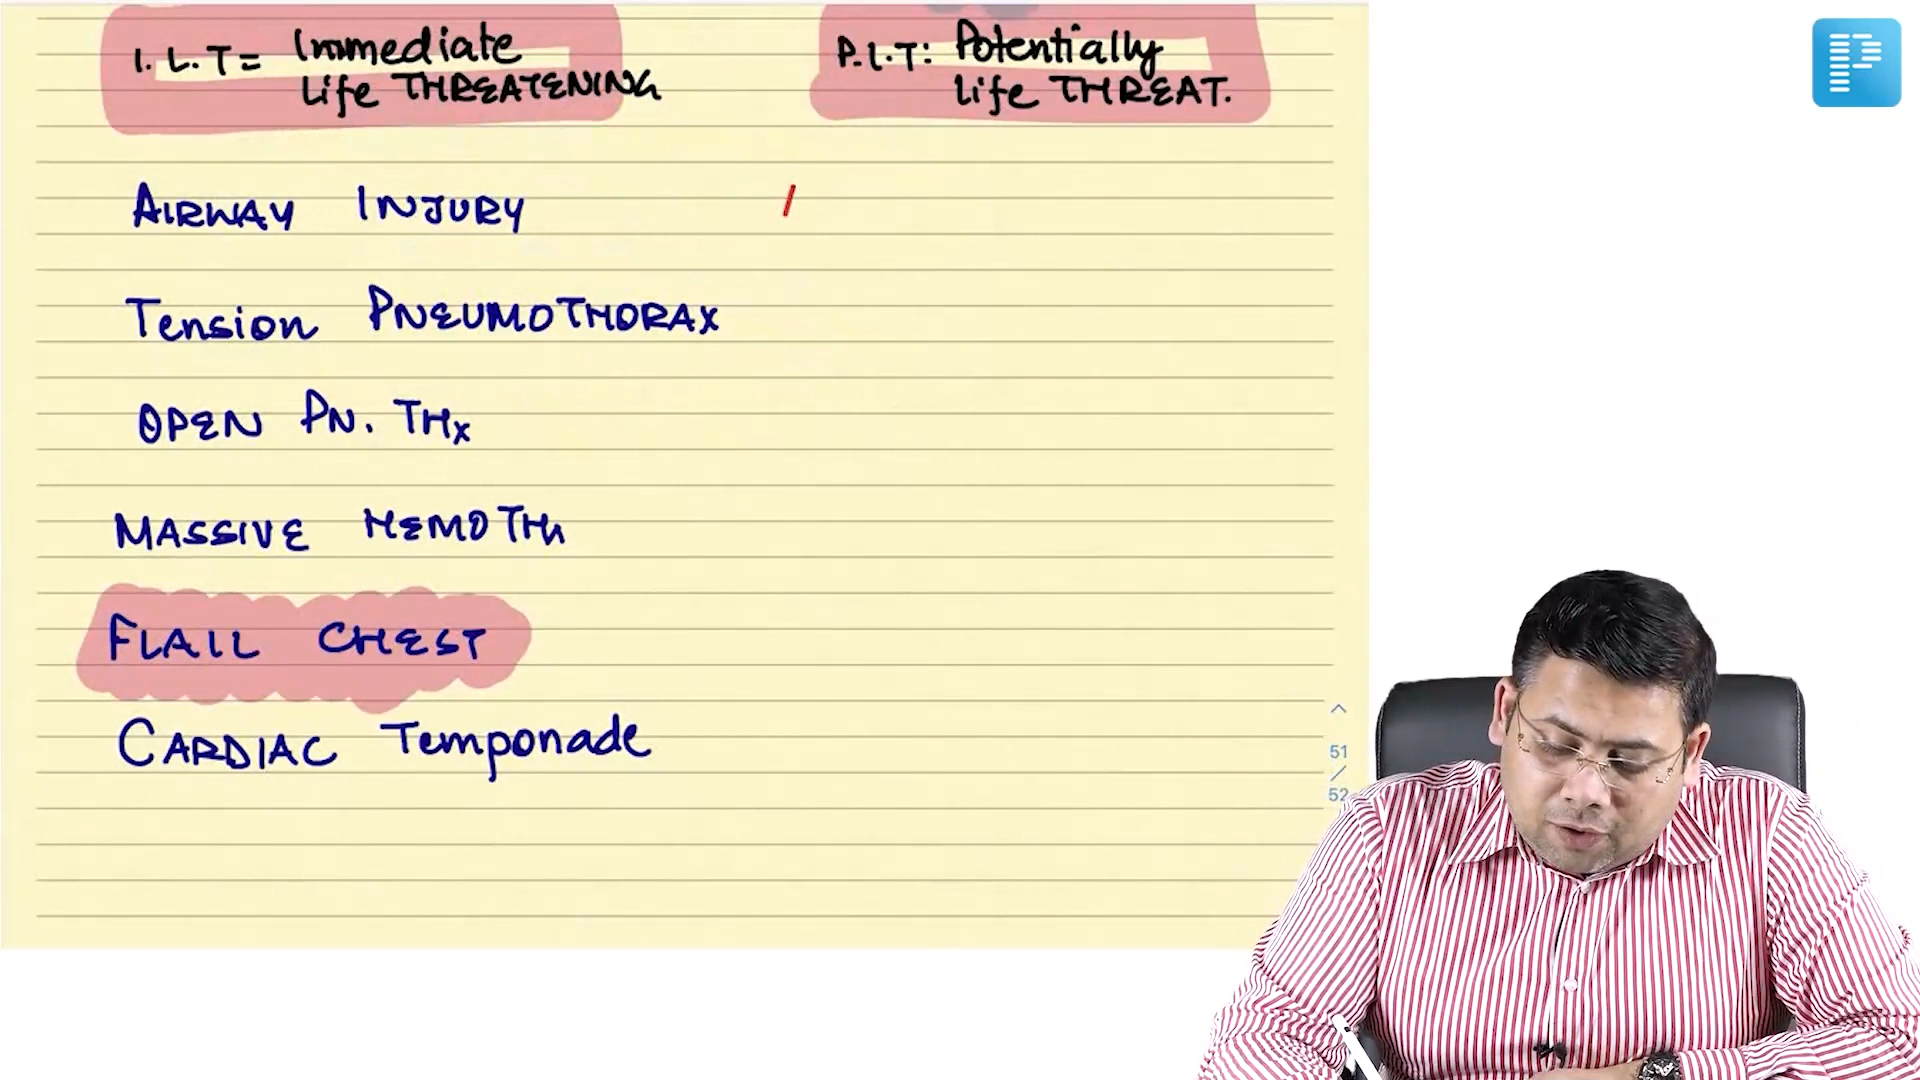 I. L. T = Immediate
Life THREATENING
P.L.T: Potentially
life THREAT.
AIRWAY INJURY
Tension PNEUMOTHORAX
OPEN PN. THx
MASSIVE HEMOTHx
FLAIL CHEST
CARDIAC Temponade
51
/
52